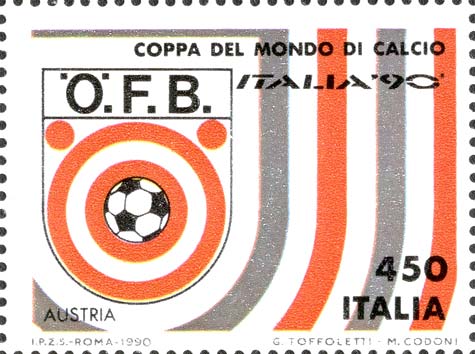 COPPA DEL MONDO DI CALCIO
ITALIA '90
Ö.F.B.
450
ITALIA
AUSTRIA
I.P.Z.S.-ROMA-1990
G. TOFFOLETTI - M. CODONI